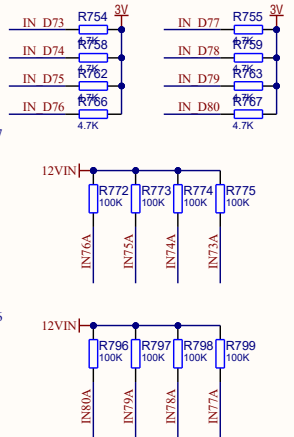 3V 3V
IN_D73 R754 IN_D77 R755
4.7K 4.7K
IN_D74 R758 IN_D78 R759
4.7K 4.7K
IN_D75 R762 IN_D79 R763
4.7K 4.7K
IN_D76 R766 IN_D80 R767
4.7K 4.7K
12VIN
R772 R773 R774 R775
100K 100K 100K 100K
IN76A IN75A IN74A IN73A
12VIN
R796 R797 R798 R799
100K 100K 100K 100K
IN80A IN79A IN78A IN77A